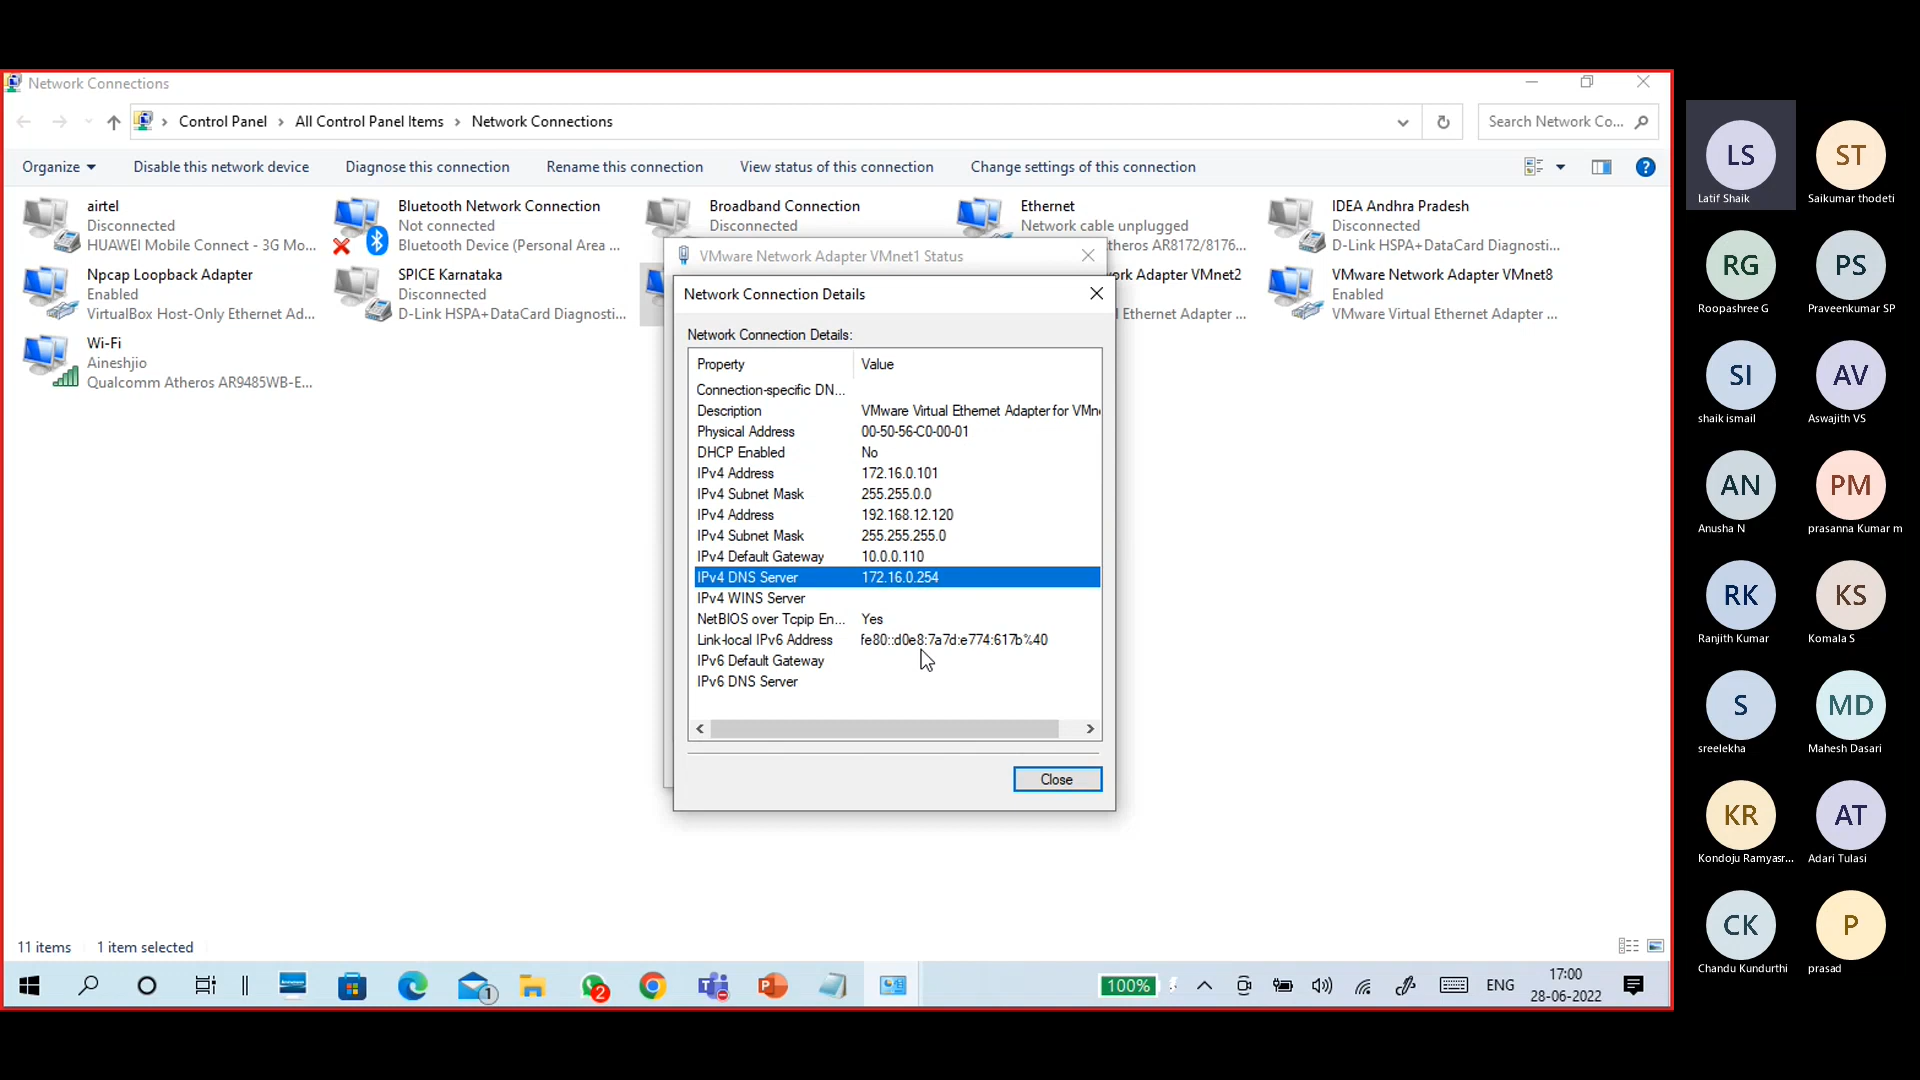 Network Connections
Control Panel > All Control Panel Items > Network Connections
Search Network Co...
Organize
Disable this network device
Diagnose this connection
Rename this connection
View status of this connection
Change settings of this connection
airtel
Disconnected
HUAWEI Mobile Connect - 3G Mo...
Bluetooth Network Connection
Not connected
Bluetooth Device (Personal Area ...
Broadband Connection
Disconnected
Ethernet
Network cable unplugged
theros AR8172/8176...
IDEA Andhra Pradesh
Disconnected
D-Link HSPA+DataCard Diagnosti...
Npcap Loopback Adapter
Enabled
VirtualBox Host-Only Ethernet Ad...
SPICE Karnataka
Disconnected
D-Link HSPA+DataCard Diagnosti...
rk Adapter VMnet2
l Ethernet Adapter ...
VMware Network Adapter VMnet8
Enabled
VMware Virtual Ethernet Adapter ...
Wi-Fi
Aineshjio
Qualcomm Atheros AR9485WB-E...
VMware Network Adapter VMnet1 Status
Network Connection Details
Network Connection Details:
Property Value
Connection-specific DN...
Description VMware Virtual Ethernet Adapter for VMn
Physical Address 00-50-56-C0-00-01
DHCP Enabled No
IPv4 Address 172.16.0.101
IPv4 Subnet Mask 255.255.0.0
IPv4 Address 192.168.12.120
IPv4 Subnet Mask 255.255.255.0
IPv4 Default Gateway 10.0.0.110
IPv4 DNS Server 172.16.0.254
IPv4 WINS Server
NetBIOS over Tcpip En... Yes
Link-local IPv6 Address fe80::d0e8:7a7d:e774:617b%40
IPv6 Default Gateway
IPv6 DNS Server
Close
11 items 1 item selected
1
2
100%
ENG
17:00
28-06-2022
LS
Latif Shaik
ST
Saikumar thodeti
RG
Roopashree G
PS
Praveenkumar SP
SI
shaik ismail
AV
Aswajith VS
AN
Anusha N
PM
prasanna Kumar m
RK
Ranjith Kumar
KS
Komala S
S
sreelekha
MD
Mahesh Dasari
KR
Kondoju Ramyasr...
AT
Adari Tulasi
CK
Chandu Kundurthi
P
prasad